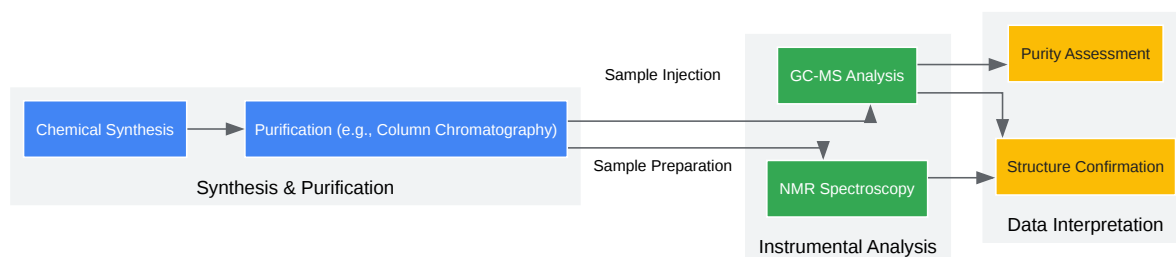 Chemical Synthesis
Purification (e.g., Column Chromatography)
Synthesis & Purification
Sample Injection
Sample Preparation
GC-MS Analysis
NMR Spectroscopy
Instrumental Analysis
Purity Assessment
Structure Confirmation
Data Interpretation